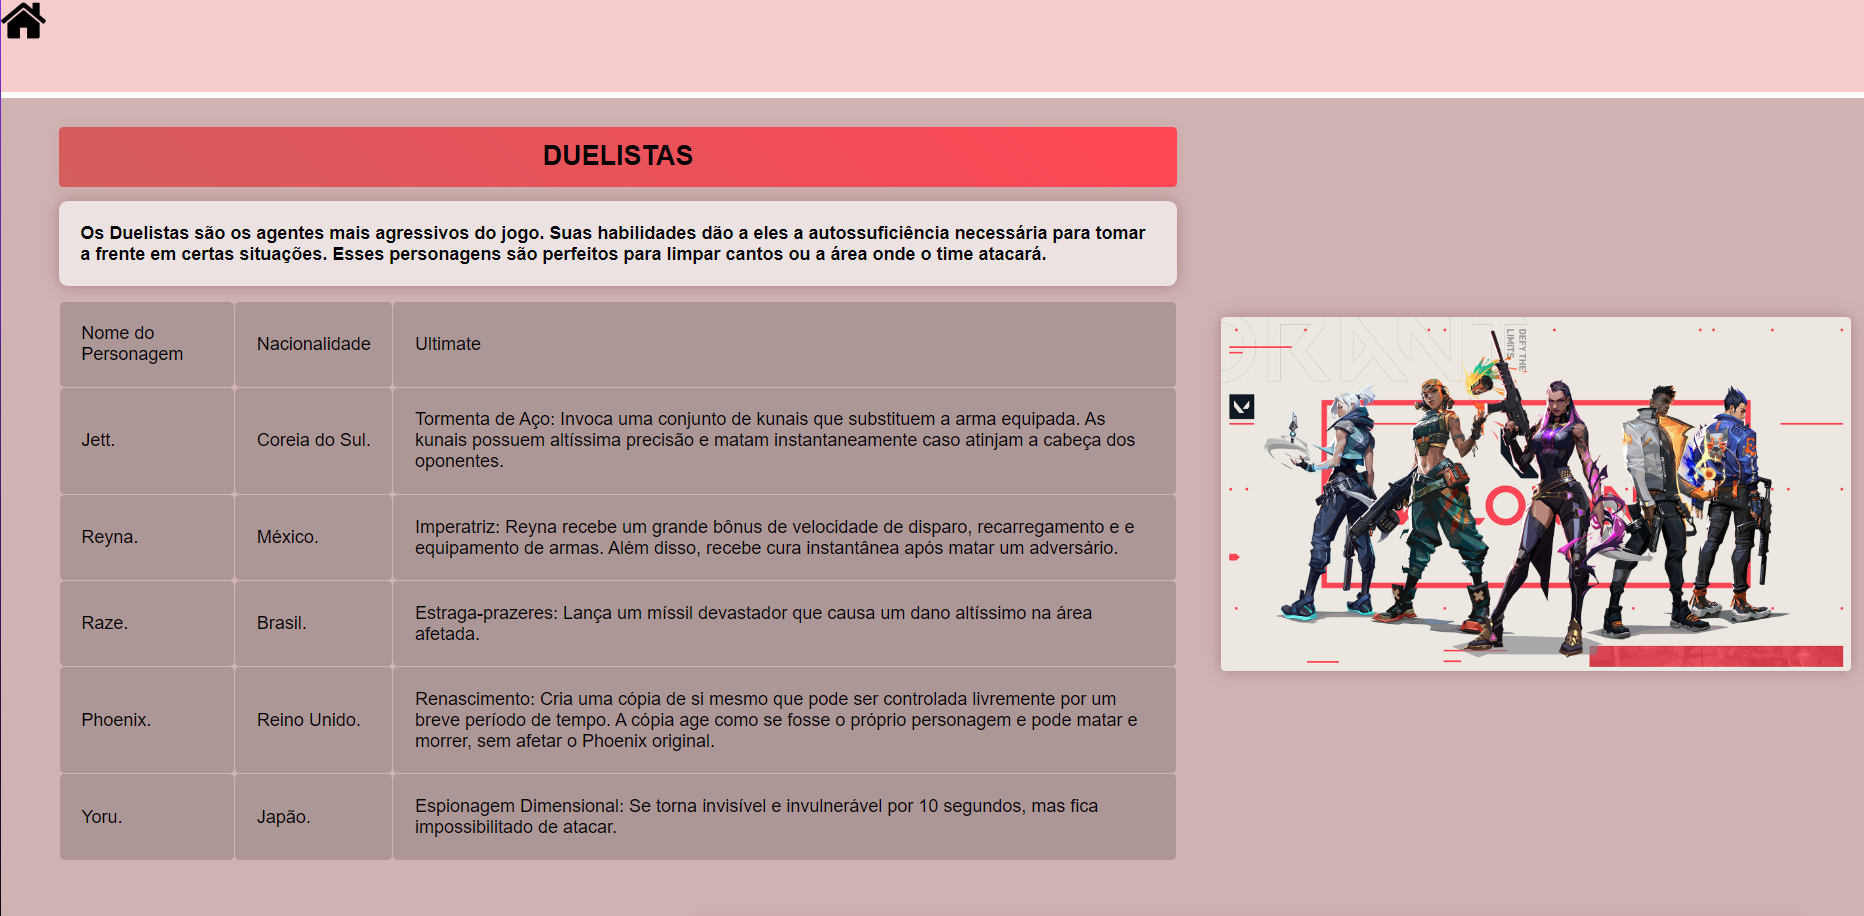 DUELISTAS
Os Duelistas são os agentes mais agressivos do jogo. Suas habilidades dão a eles a autossuficiência necessária para tomar
a frente em certas situações. Esses personagens são perfeitos para limpar cantos ou a área onde o time atacará.
Nome do
Personagem
Nacionalidade
Ultimate
Jett.
Coreia do Sul.
Tormenta de Aço: Invoca uma conjunto de kunais que substituem a arma equipada. As
kunais possuem altíssima precisão e matam instantaneamente caso atinjam a cabeça dos
oponentes.
Reyna.
México.
Imperatriz: Reyna recebe um grande bônus de velocidade de disparo, recarregamento e e
equipamento de armas. Além disso, recebe cura instantânea após matar um adversário.
Raze.
Brasil.
Estraga-prazeres: Lança um míssil devastador que causa um dano altíssimo na área
afetada.
Phoenix.
Reino Unido.
Renascimento: Cria uma cópia de si mesmo que pode ser controlada livremente por um
breve período de tempo. A cópia age como se fosse o próprio personagem e pode matar e
morrer, sem afetar o Phoenix original.
Yoru.
Japão.
Espionagem Dimensional: Se torna invisível e invulnerável por 10 segundos, mas fica
impossibilitado de atacar.
DEFY THE
LIMITS